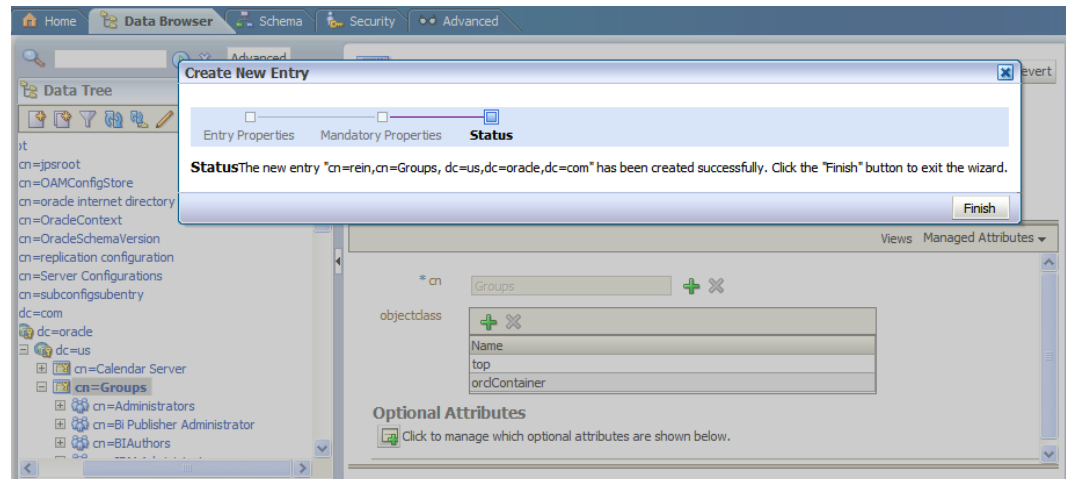 Home Data Browser Schema Security Advanced
Advanced
Create New Entry
evert
Data Tree
Entry Properties Mandatory Properties Status
StatusThe new entry "cn=rein,cn=Groups, dc=us,dc=oracle,dc=com" has been created successfully. Click the "Finish" button to exit the wizard.
Finish
ot
cn=jpsroot
cn=OAMConfigStore
cn=oracle internet directory
cn=OracleContext
cn=OracleSchemaVersion
cn=replication configuration
cn=Server Configurations
cn=subconfigsubentry
dc=com
dc=oracle
dc=us
cn=Calendar Server
cn=Groups
cn=Administrators
cn=Bi Publisher Administrator
cn=BIAuthors
Views Managed Attributes
* cn Groups
objectclass
Name
top
orclContainer
Optional Attributes
Click to manage which optional attributes are shown below.